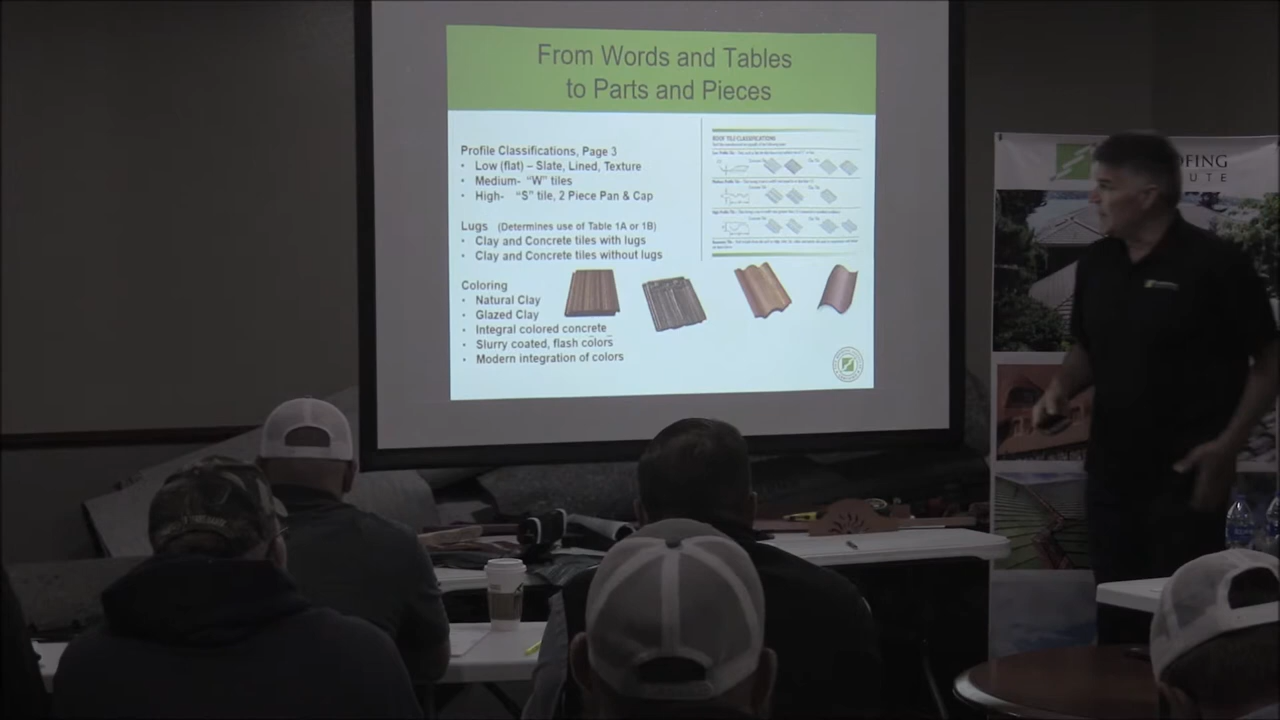 From Words and Tables
to Parts and Pieces
Profile Classifications, Page 3
• Low (flat) – Slate, Lined, Texture
• Medium- “W” tiles
• High- “S” tile, 2 Piece Pan & Cap
Lugs (Determines use of Table 1A or 1B)
• Clay and Concrete tiles with lugs
• Clay and Concrete tiles without lugs
Coloring
• Natural Clay
• Glazed Clay
• Integral colored concrete
• Slurry coated, flash colors
• Modern integration of colors
ROOF TILE CLASSIFICATIONS
OFING
UTE